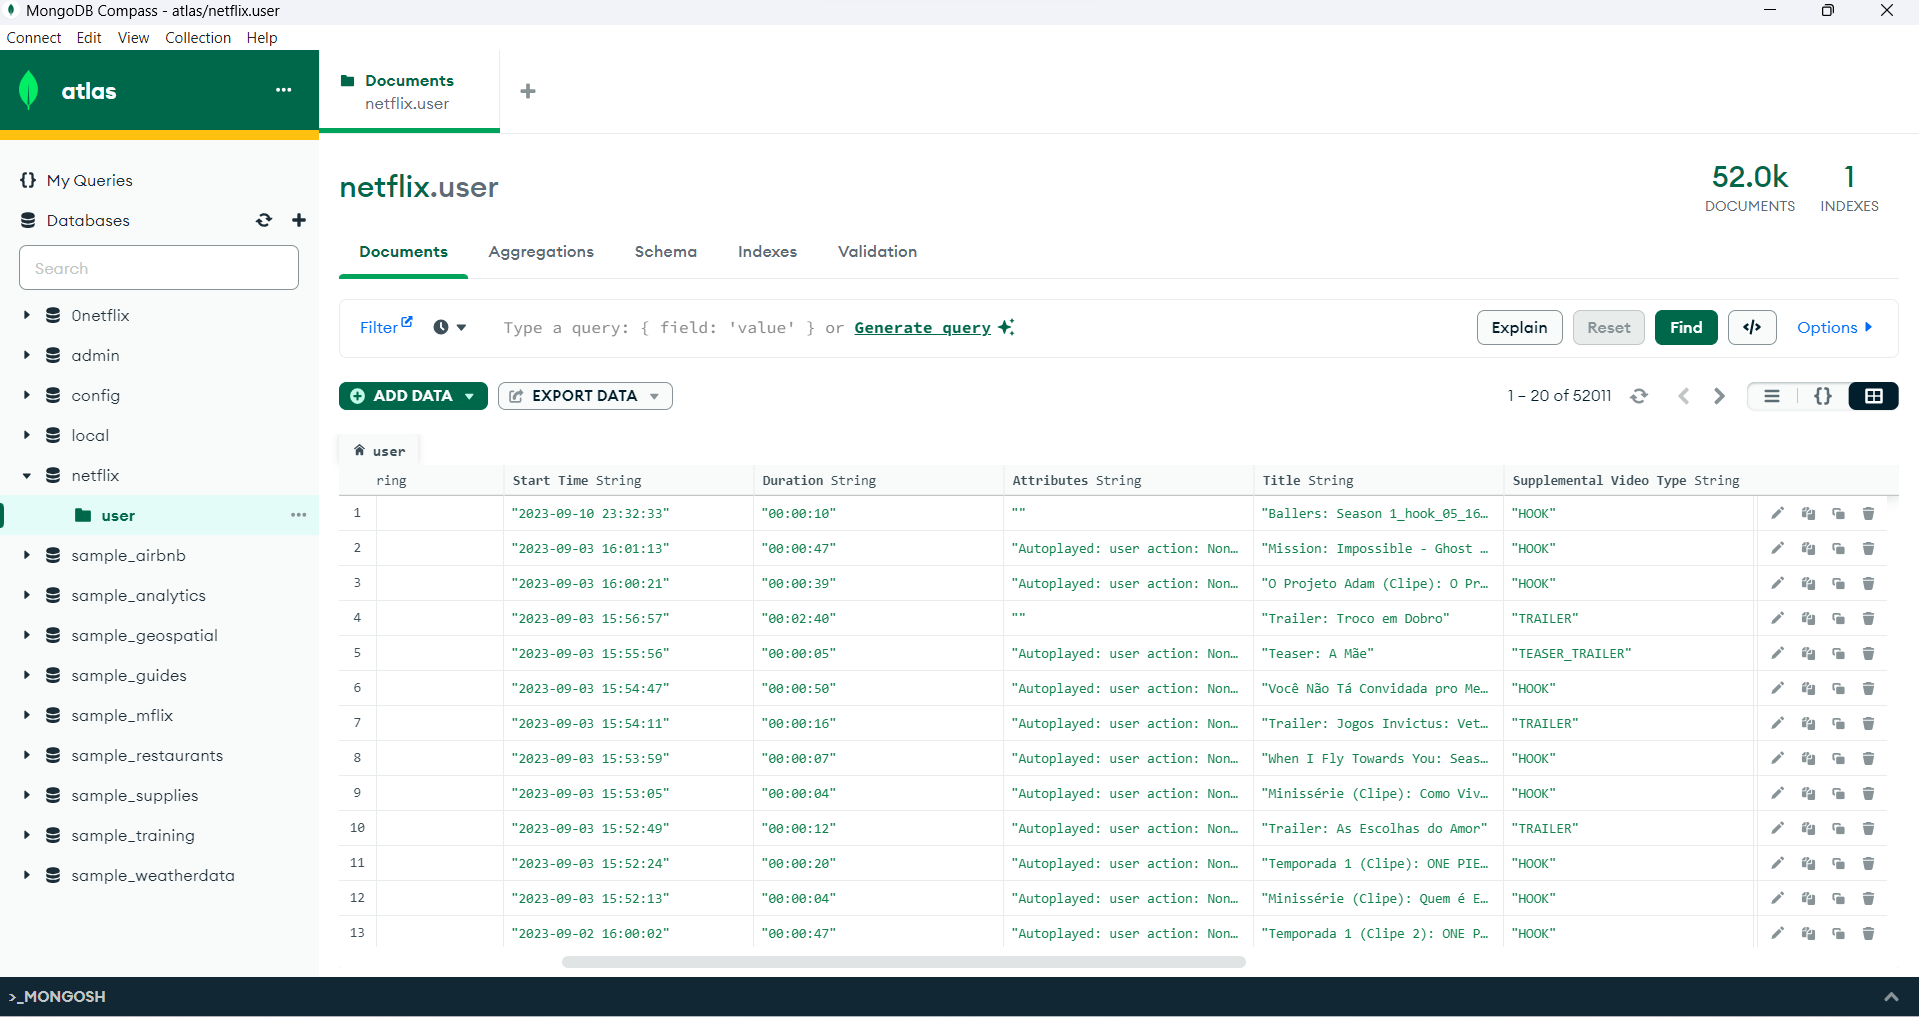 MongoDB Compass - atlas/netflix.user
Connect Edit View Collection Help
atlas
Documents
netflix.user
My Queries
Databases
Search
0netflix
admin
config
local
netflix
user
sample_airbnb
sample_analytics
sample_geospatial
sample_guides
sample_mflix
sample_restaurants
sample_supplies
sample_training
sample_weatherdata
netflix.user
52.0k DOCUMENTS
1 INDEXES
Documents Aggregations Schema Indexes Validation
Filter Type a query: { field: 'value' } or Generate query Explain Reset Find </> Options
ADD DATA EXPORT DATA 1 – 20 of 52011 {}
user
ring Start Time String Duration String Attributes String Title String Supplemental Video Type String
1 "2023-09-10 23:32:33" "00:00:10" "" "Ballers: Season 1_hook_05_16… "HOOK"
2 "2023-09-03 16:01:13" "00:00:47" "Autoplayed: user action: Non… "Mission: Impossible - Ghost … "HOOK"
3 "2023-09-03 16:00:21" "00:00:39" "Autoplayed: user action: Non… "O Projeto Adam (Clipe): O Pr… "HOOK"
4 "2023-09-03 15:56:57" "00:02:40" "" "Trailer: Troco em Dobro" "TRAILER"
5 "2023-09-03 15:55:56" "00:00:05" "Autoplayed: user action: Non… "Teaser: A Mãe" "TEASER_TRAILER"
6 "2023-09-03 15:54:47" "00:00:50" "Autoplayed: user action: Non… "Você Não Tá Convidada pro Me… "HOOK"
7 "2023-09-03 15:54:11" "00:00:16" "Autoplayed: user action: Non… "Trailer: Jogos Invictus: Vet… "TRAILER"
8 "2023-09-03 15:53:59" "00:00:07" "Autoplayed: user action: Non… "When I Fly Towards You: Seas… "HOOK"
9 "2023-09-03 15:53:05" "00:00:04" "Autoplayed: user action: Non… "Minissérie (Clipe): Como Viv… "HOOK"
10 "2023-09-03 15:52:49" "00:00:12" "Autoplayed: user action: Non… "Trailer: As Escolhas do Amor" "TRAILER"
11 "2023-09-03 15:52:24" "00:00:20" "Autoplayed: user action: Non… "Temporada 1 (Clipe): ONE PIE… "HOOK"
12 "2023-09-03 15:52:13" "00:00:04" "Autoplayed: user action: Non… "Minissérie (Clipe): Quem é E… "HOOK"
13 "2023-09-02 16:00:02" "00:00:47" "Autoplayed: user action: Non… "Temporada 1 (Clipe 2): ONE P… "HOOK"
>_MONGOSH